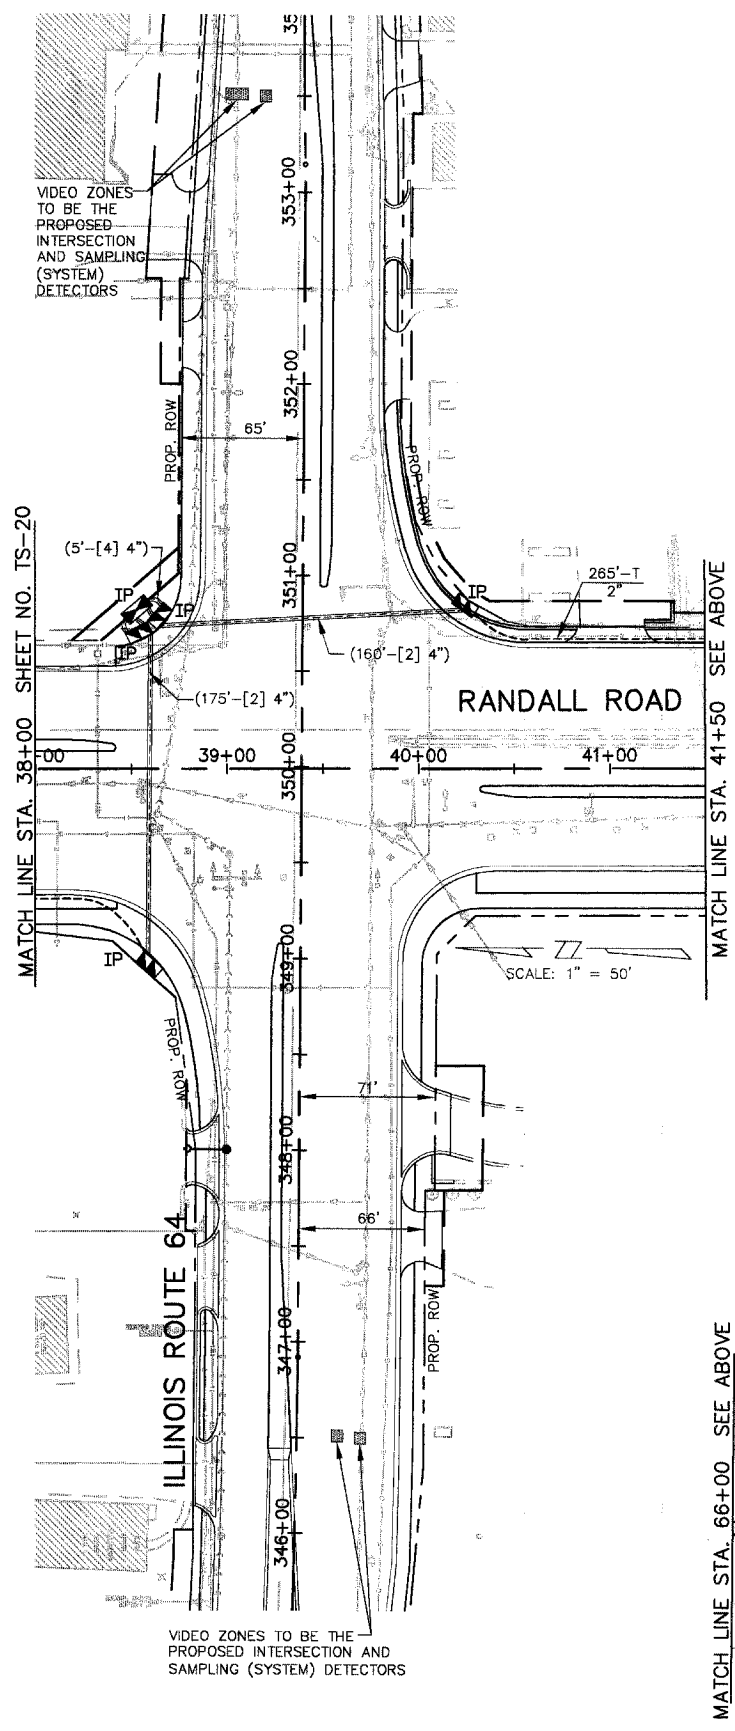 35
VIDEO ZONES
TO BE THE
PROPOSED
INTERSECTION
AND SAMPLING
(SYSTEM)
DETECTORS
353+00
352+00
PROP. ROW
65'
PROP. ROW
MATCH LINE STA. 38+00 SHEET NO. TS-20
(5'-[4] 4")
351+00
IP
IP
IP
IP
265'-T
2"
(160'-[2] 4")
(175'-[2] 4")
RANDALL ROAD
MATCH LINE STA. 41+50 SEE ABOVE
+00
39+00
350+00
40+00
41+00
349+00
IP
SCALE: 1" = 50'
PROP. ROW
71'
348+00
66'
ILLINOIS ROUTE 64
347+00
PROP. ROW
346+00
VIDEO ZONES TO BE THE
PROPOSED INTERSECTION AND
SAMPLING (SYSTEM) DETECTORS
MATCH LINE STA. 66+00 SEE ABOVE